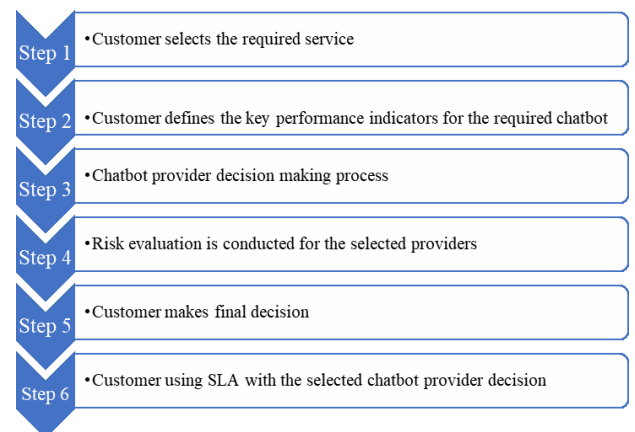 Step 1
•Customer selects the required service
Step 2
•Customer defines the key performance indicators for the required chatbot
Step 3
•Chatbot provider decision making process
Step 4
•Risk evaluation is conducted for the selected providers
Step 5
•Customer makes final decision
Step 6
•Customer using SLA with the selected chatbot provider decision